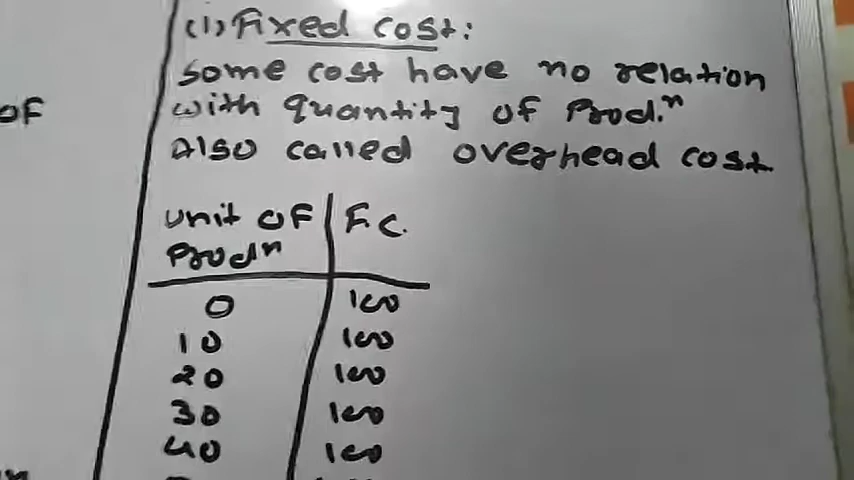 (1) Fixed cost:
Some cost have no relation
of
with quantity of Prod.ⁿ
Also called overhead cost
unit of F.C.
Prodⁿ
0 100
10 100
20 100
30 100
40 100